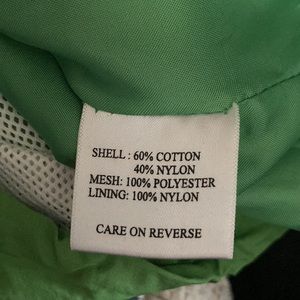 SHELL : 60% COTTON
40% NYLON
MESH: 100% POLYESTER
LINING: 100% NYLON
CARE ON REVERSE